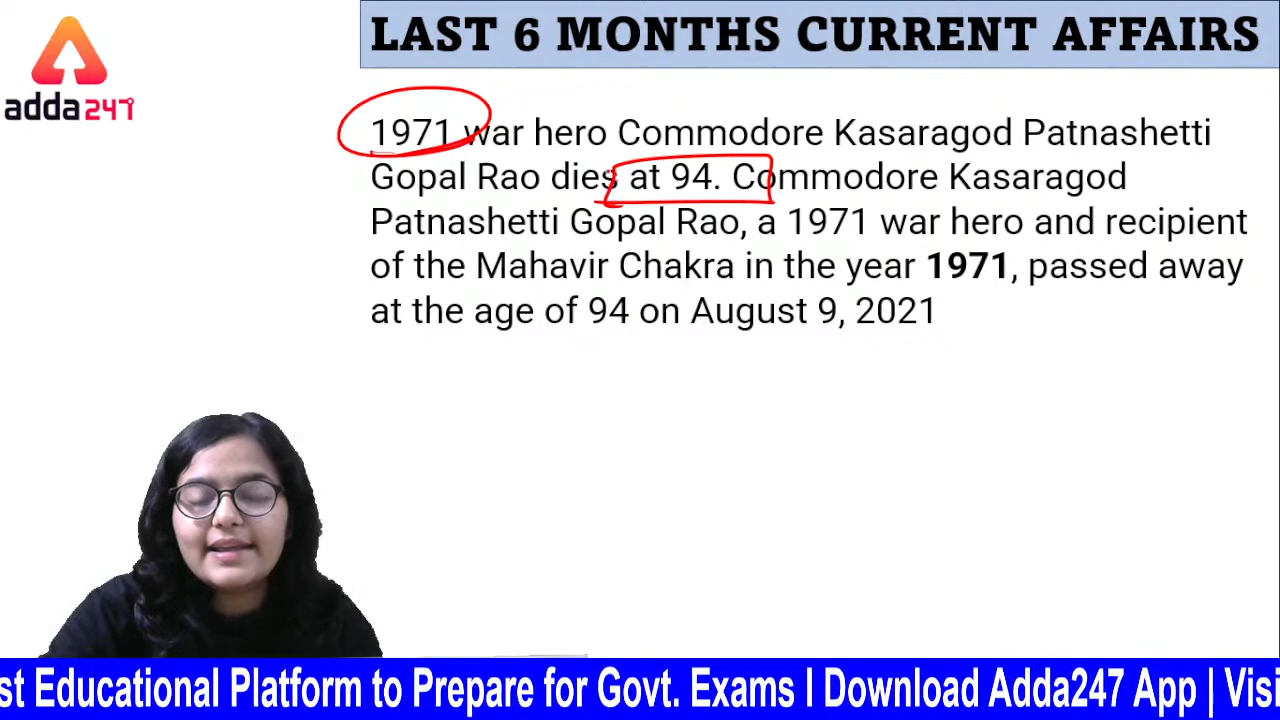 LAST 6 MONTHS CURRENT AFFAIRS
adda247
1971 war hero Commodore Kasaragod Patnashetti
Gopal Rao dies at 94. Commodore Kasaragod
Patnashetti Gopal Rao, a 1971 war hero and recipient
of the Mahavir Chakra in the year 1971, passed away
at the age of 94 on August 9, 2021
st Educational Platform to Prepare for Govt. Exams I Download Adda247 App | Visi